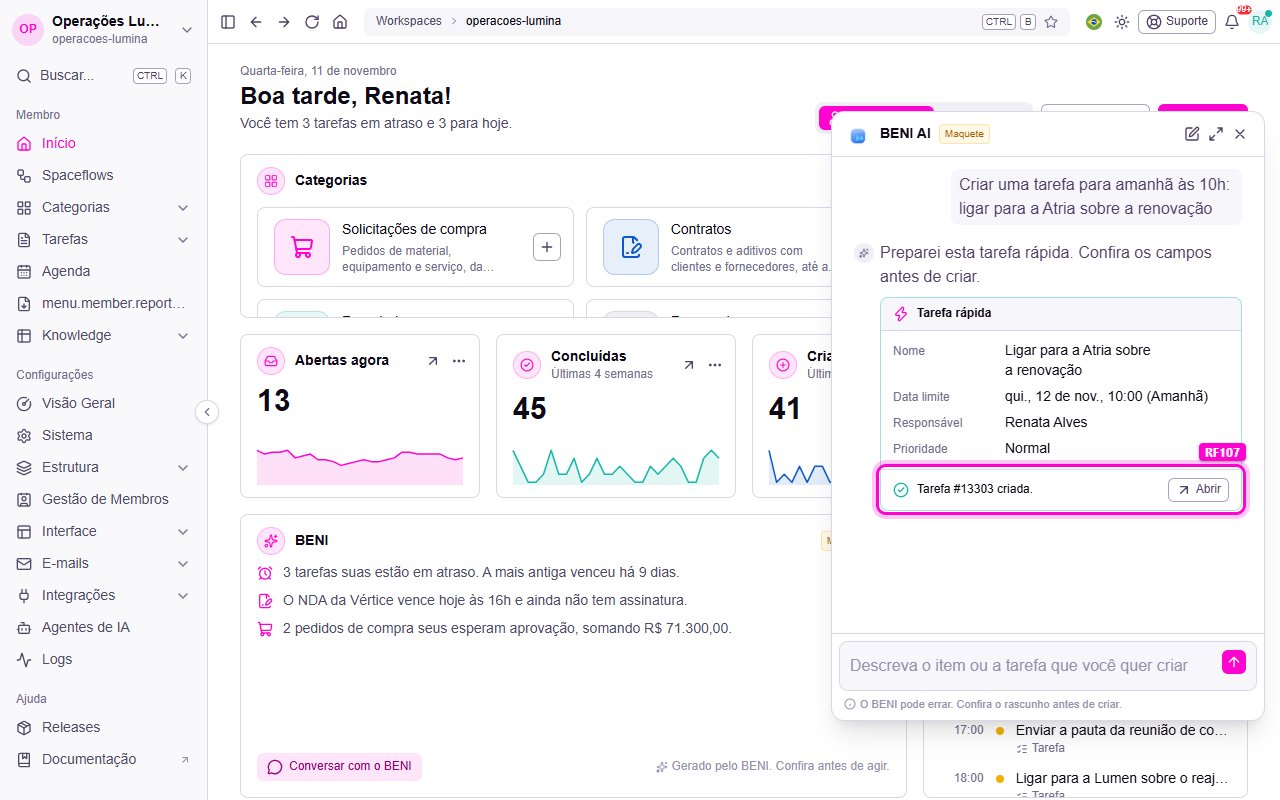 OP
Operações Lu...
operacoes-lumina
Buscar...
CTRL
K
Membro
Início
Spaceflows
Categorias
Tarefas
Agenda
menu.member.report...
Knowledge
Configurações
Visão Geral
Sistema
Estrutura
Gestão de Membros
Interface
E-mails
Integrações
Agentes de IA
Logs
Ajuda
Releases
Documentação
Workspaces
operacoes-lumina
CTRL
B
Suporte
99+
RA
Quarta-feira, 11 de novembro
Boa tarde, Renata!
Você tem 3 tarefas em atraso e 3 para hoje.
Categorias
Solicitações de compra
Pedidos de material,
equipamento e serviço, da...
Contratos
Contratos e aditivos com
clientes e fornecedores, até a
Abertas agora
13
Concluídas
Últimas 4 semanas
45
41
BENI
3 tarefas suas estão em atraso. A mais antiga venceu há 9 dias.
O NDA da Vértice vence hoje às 16h e ainda não tem assinatura.
2 pedidos de compra seus esperam aprovação, somando R$ 71.300,00.
Conversar com o BENI
Gerado pelo BENI. Confira antes de agir.
BENI AI
Maquete
Criar uma tarefa para amanhã às 10h:
ligar para a Atria sobre a renovação
Preparei esta tarefa rápida. Confira os campos
antes de criar.
Tarefa rápida
Nome
Ligar para a Atria sobre
a renovação
Data limite
qui., 12 de nov., 10:00 (Amanhã)
Responsável
Renata Alves
Prioridade
Normal
RF107
Tarefa #13303 criada.
Abrir
Descreva o item ou a tarefa que você quer criar
O BENI pode errar. Confira o rascunho antes de criar.
17:00
Enviar a pauta da reunião de co...
Tarefa
18:00
Ligar para a Lumen sobre o reaj...
Tarefa